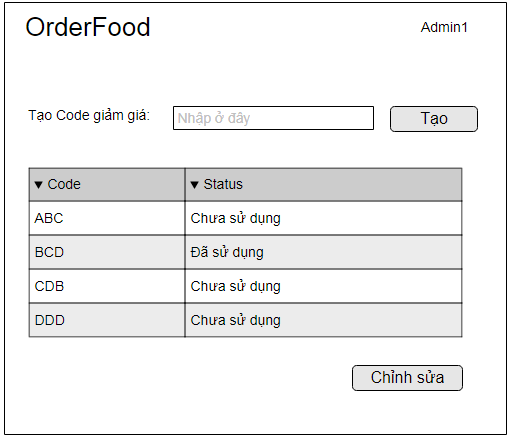 OrderFood
Admin1
Tạo Code giảm giá:
Nhập ở đây
Tạo
Code Status
ABC Chưa sử dụng
BCD Đã sử dụng
CDB Chưa sử dụng
DDD Chưa sử dụng
Chỉnh sửa